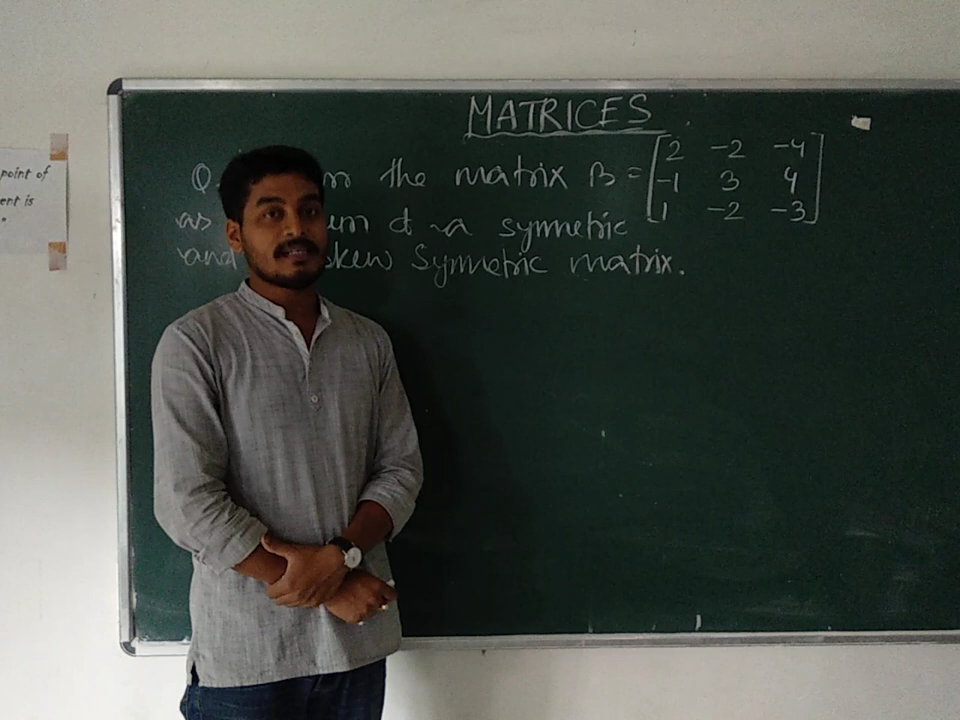 point of
ent is
MATRICES
Q the matrix B = [2 -2 -4
-1 3 4
1 -2 -3]
as a symmetric
and skew Symmetric matrix.